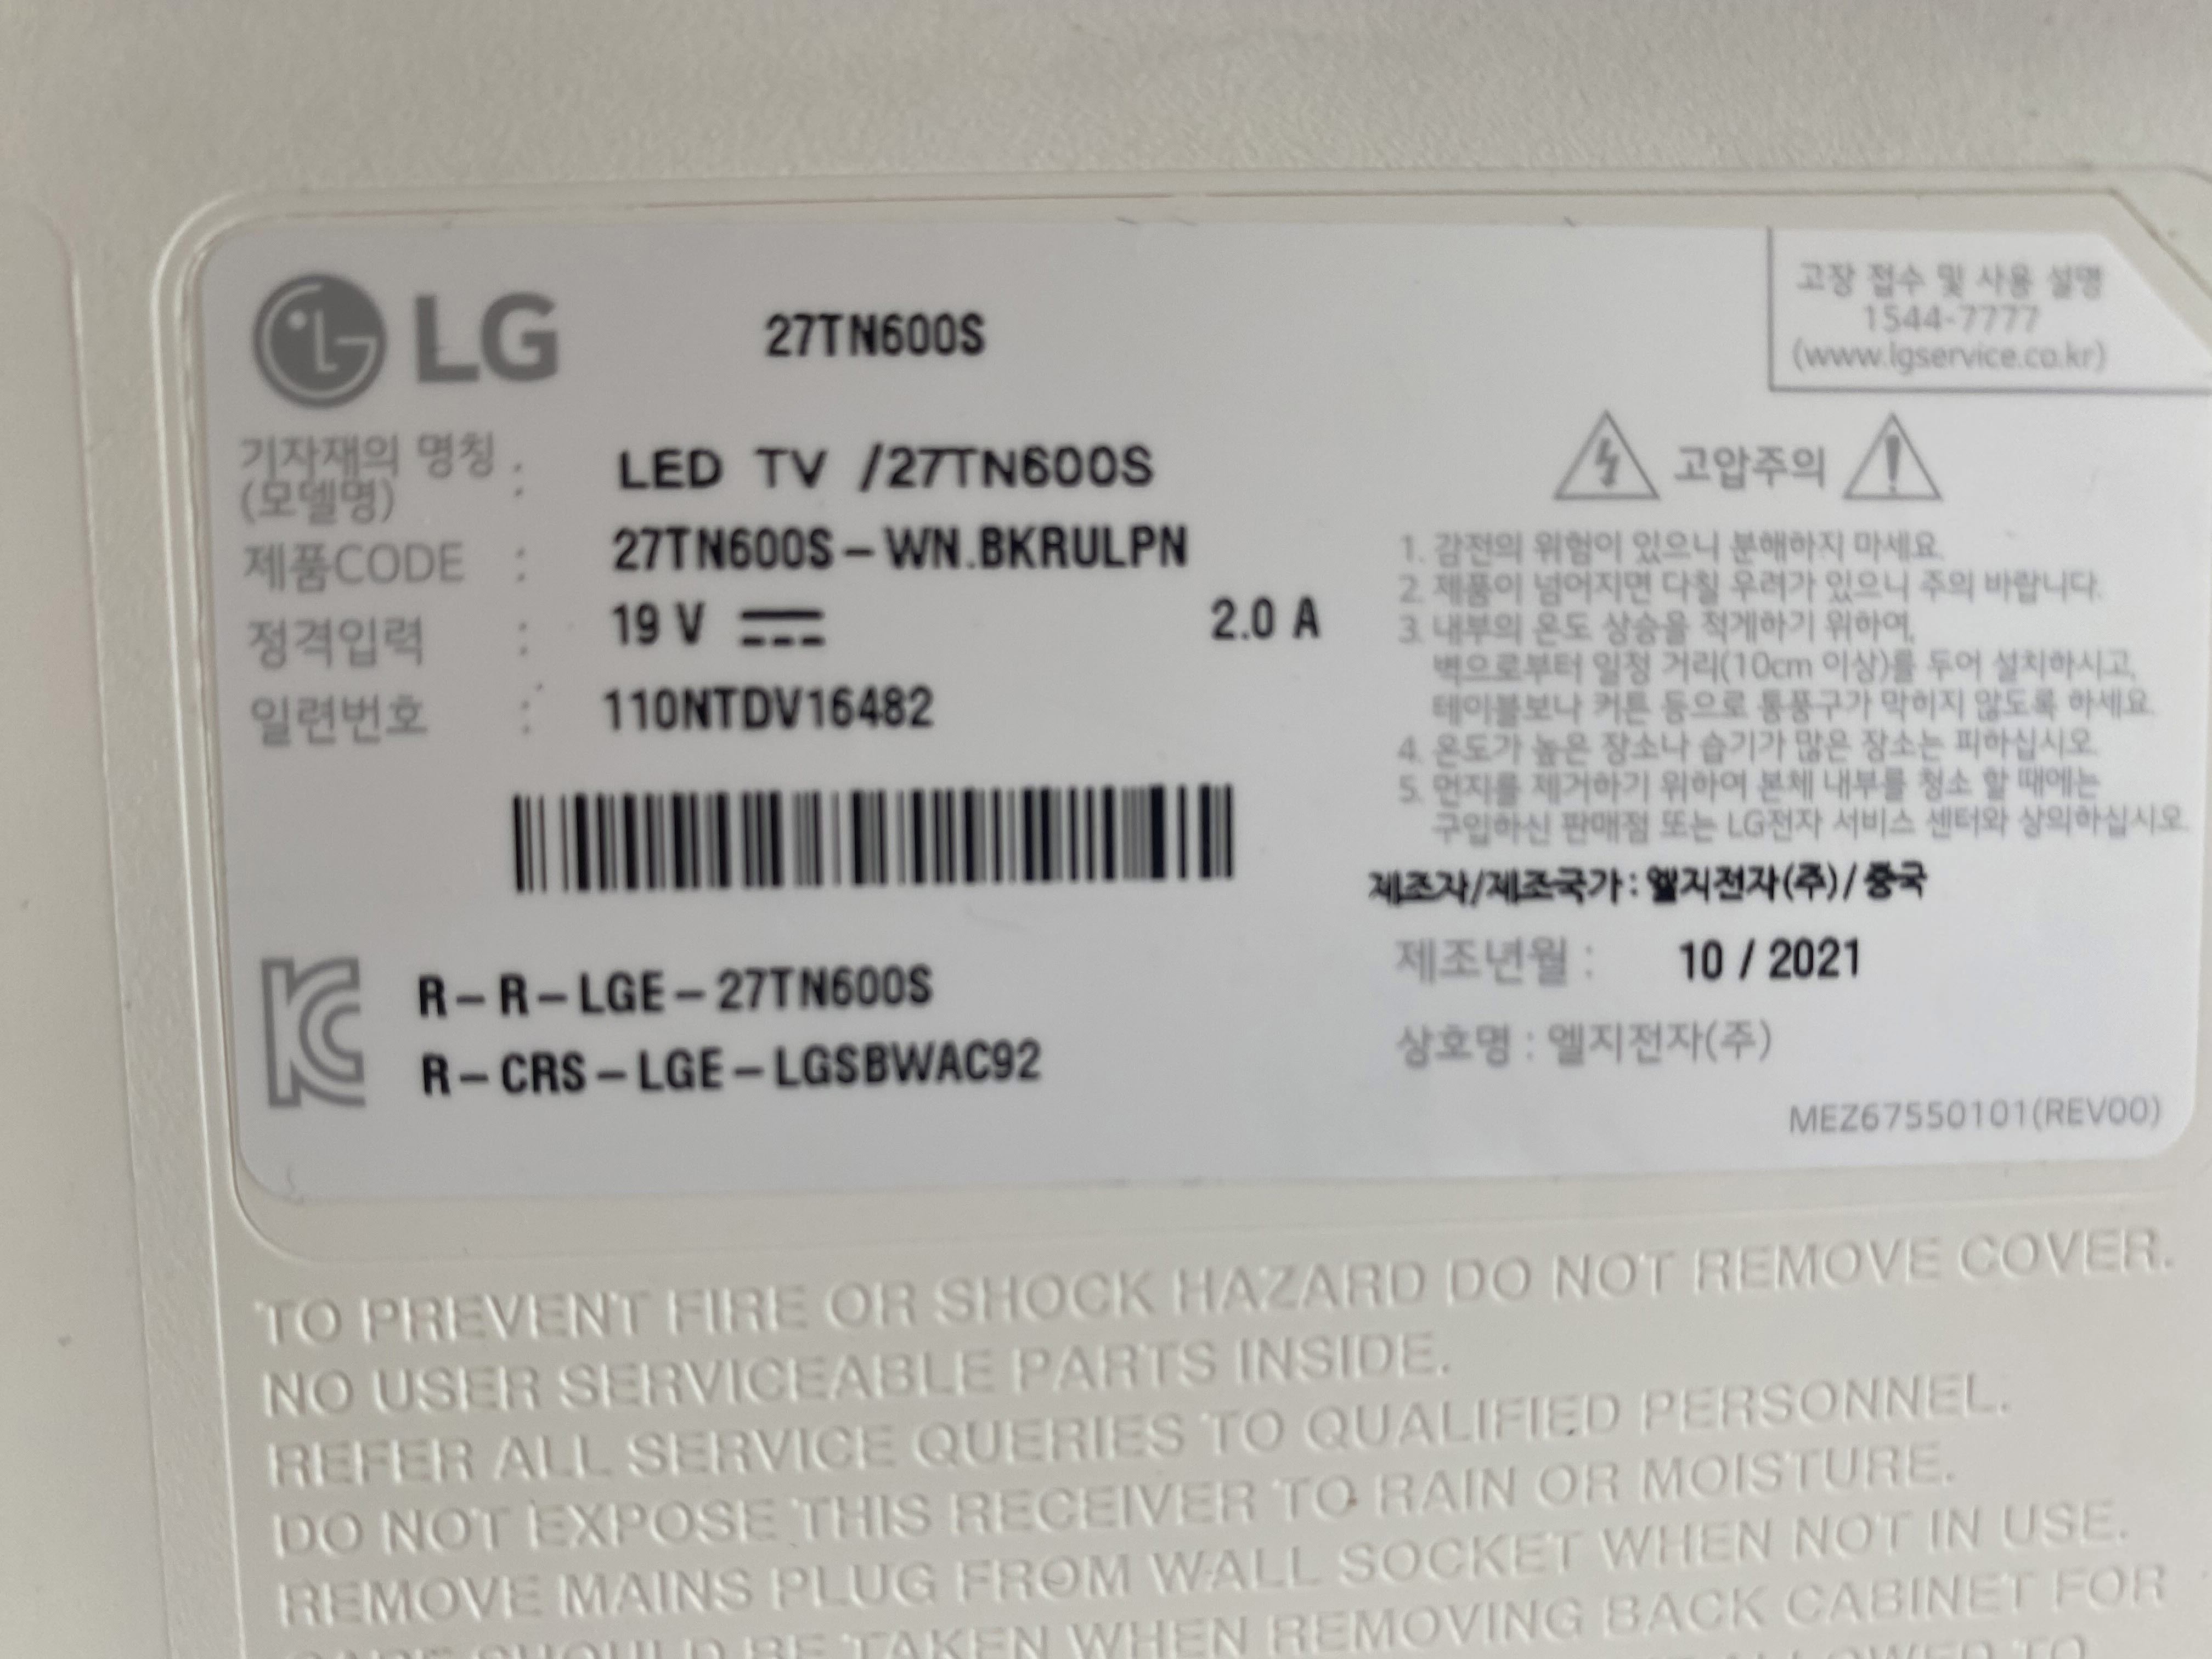 LG
27TN600S
고장 접수 및 사용 설명
1544-7777
(www.lgservice.co.kr)
기자재의 명칭 : LED TV /27TN600S
(모델명)
제품CODE : 27TN600S-WN.BKRULPN
정격입력 : 19 V 2.0 A
일련번호 : 110NTDV16482
R-R-LGE-27TN600S
R-CRS-LGE-LGSBWAC92
고압주의
1. 감전의 위험이 있으니 분해하지 마세요.
2. 제품이 넘어지면 다칠 우려가 있으니 주의 바랍니다.
3. 내부의 온도 상승을 적게하기 위하여,
벽으로부터 일정 거리(10cm 이상)를 두어 설치하시고,
테이블보나 커튼 등으로 통풍구가 막히지 않도록 하세요.
4. 온도가 높은 장소나 습기가 많은 장소는 피하십시오.
5. 먼지를 제거하기 위하여 본체 내부를 청소 할 때에는
구입하신 판매점 또는 LG전자 서비스 센터와 상의하십시오.
제조자/제조국가 : 엘지전자(주)/중국
제조년월 : 10 / 2021
상호명 : 엘지전자(주)
MEZ67550101(REV00)
TO PREVENT FIRE OR SHOCK HAZARD DO NOT REMOVE COVER.
NO USER SERVICEABLE PARTS INSIDE.
REFER ALL SERVICE QUERIES TO QUALIFIED PERSONNEL.
DO NOT EXPOSE THIS RECEIVER TO RAIN OR MOISTURE.
REMOVE MAINS PLUG FROM WALL SOCKET WHEN NOT IN USE.
CARE SHOULD BE TAKEN WHEN REMOVING BACK CABINET FOR
ALLOWED TO